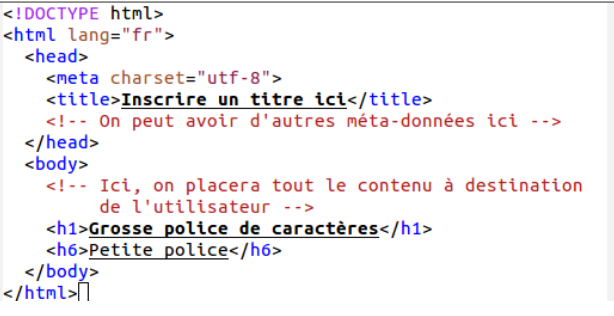 <!DOCTYPE html>
<html lang="fr">
  <head>
    <meta charset="utf-8">
    <title>Inscrire un titre ici</title>
    <!-- On peut avoir d'autres méta-données ici -->
  </head>
  <body>
    <!-- Ici, on placera tout le contenu à destination
         de l'utilisateur -->
    <h1>Grosse police de caractères</h1>
    <h6>Petite police</h6>
  </body>
</html>